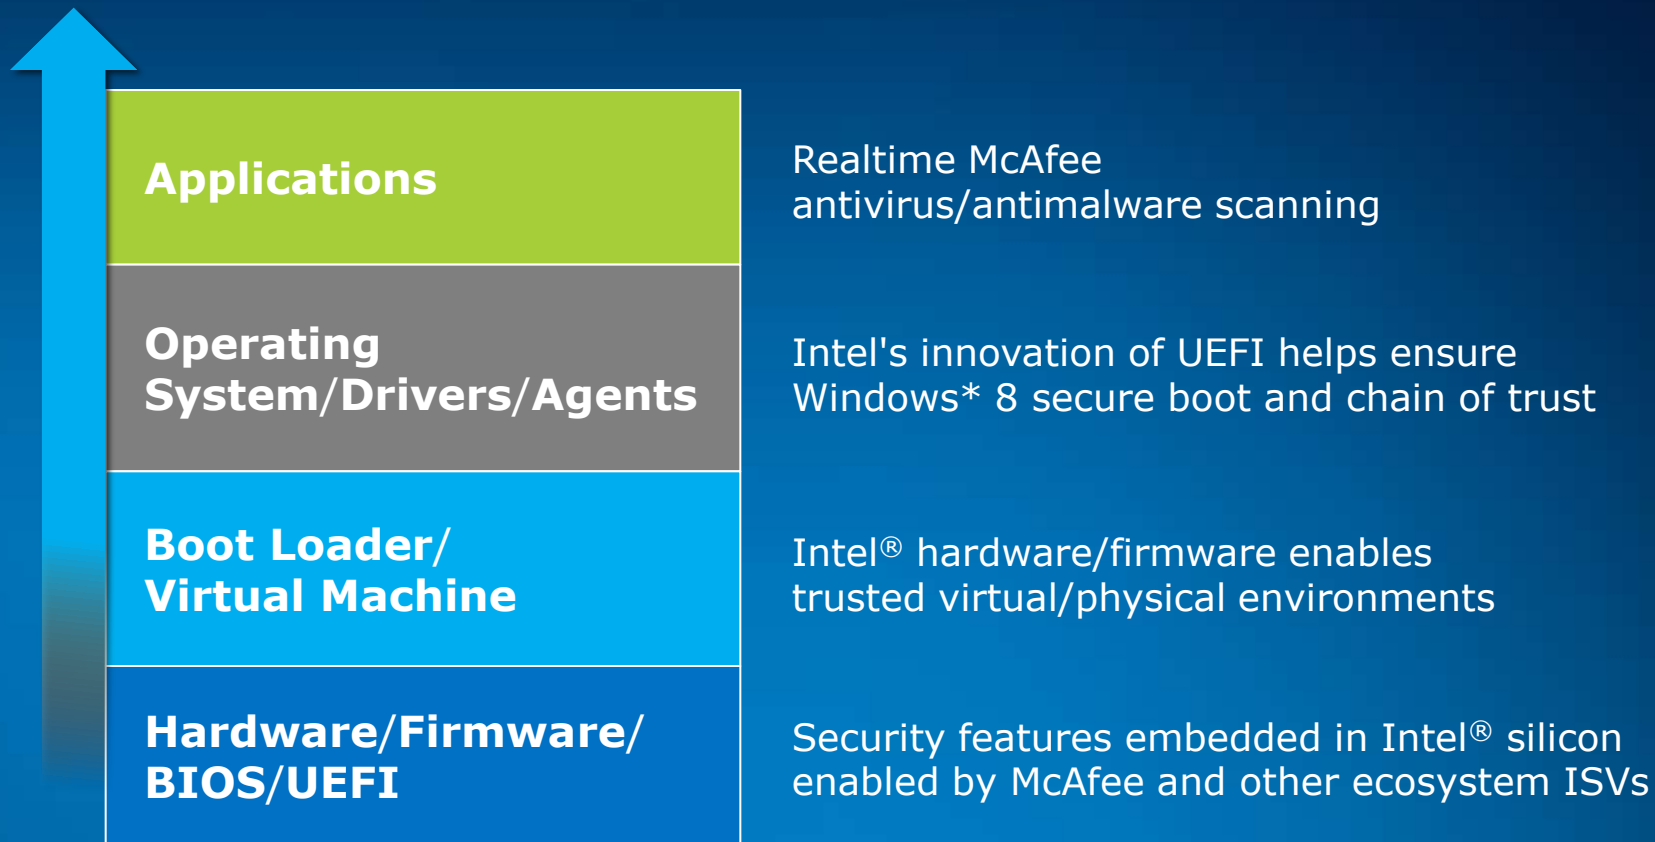 Applications
Realtime McAfee
antivirus/antimalware scanning
Operating
System/Drivers/Agents
Intel's innovation of UEFI helps ensure
Windows* 8 secure boot and chain of trust
Boot Loader/
Virtual Machine
Intel® hardware/firmware enables
trusted virtual/physical environments
Hardware/Firmware/
BIOS/UEFI
Security features embedded in Intel® silicon
enabled by McAfee and other ecosystem ISVs